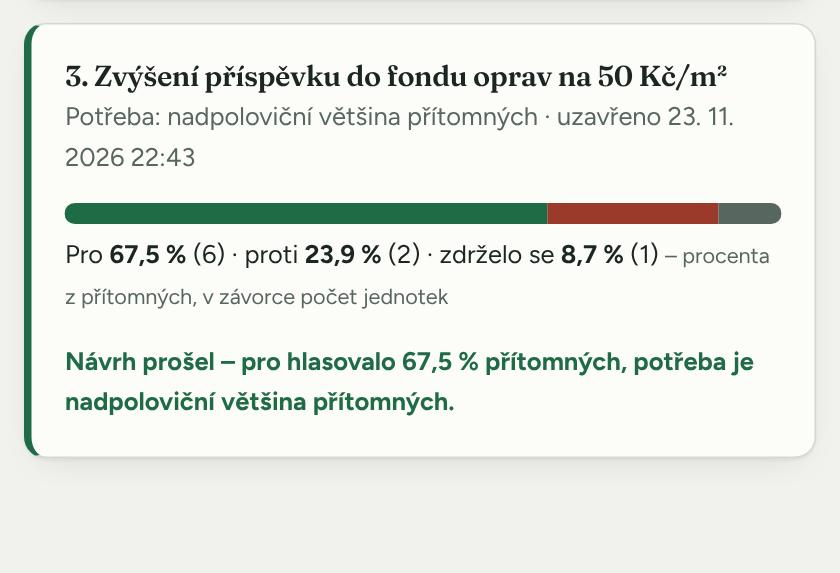 3. Zvýšení příspěvku do fondu oprav na 50 Kč/m²
Potřeba: nadpoloviční většina přítomných · uzavřeno 23. 11.
2026 22:43
Pro 67,5 % (6) · proti 23,9 % (2) · zdrželo se 8,7 % (1) – procenta
z přítomných, v závorce počet jednotek
Návrh prošel – pro hlasovalo 67,5 % přítomných, potřeba je
nadpoloviční většina přítomných.